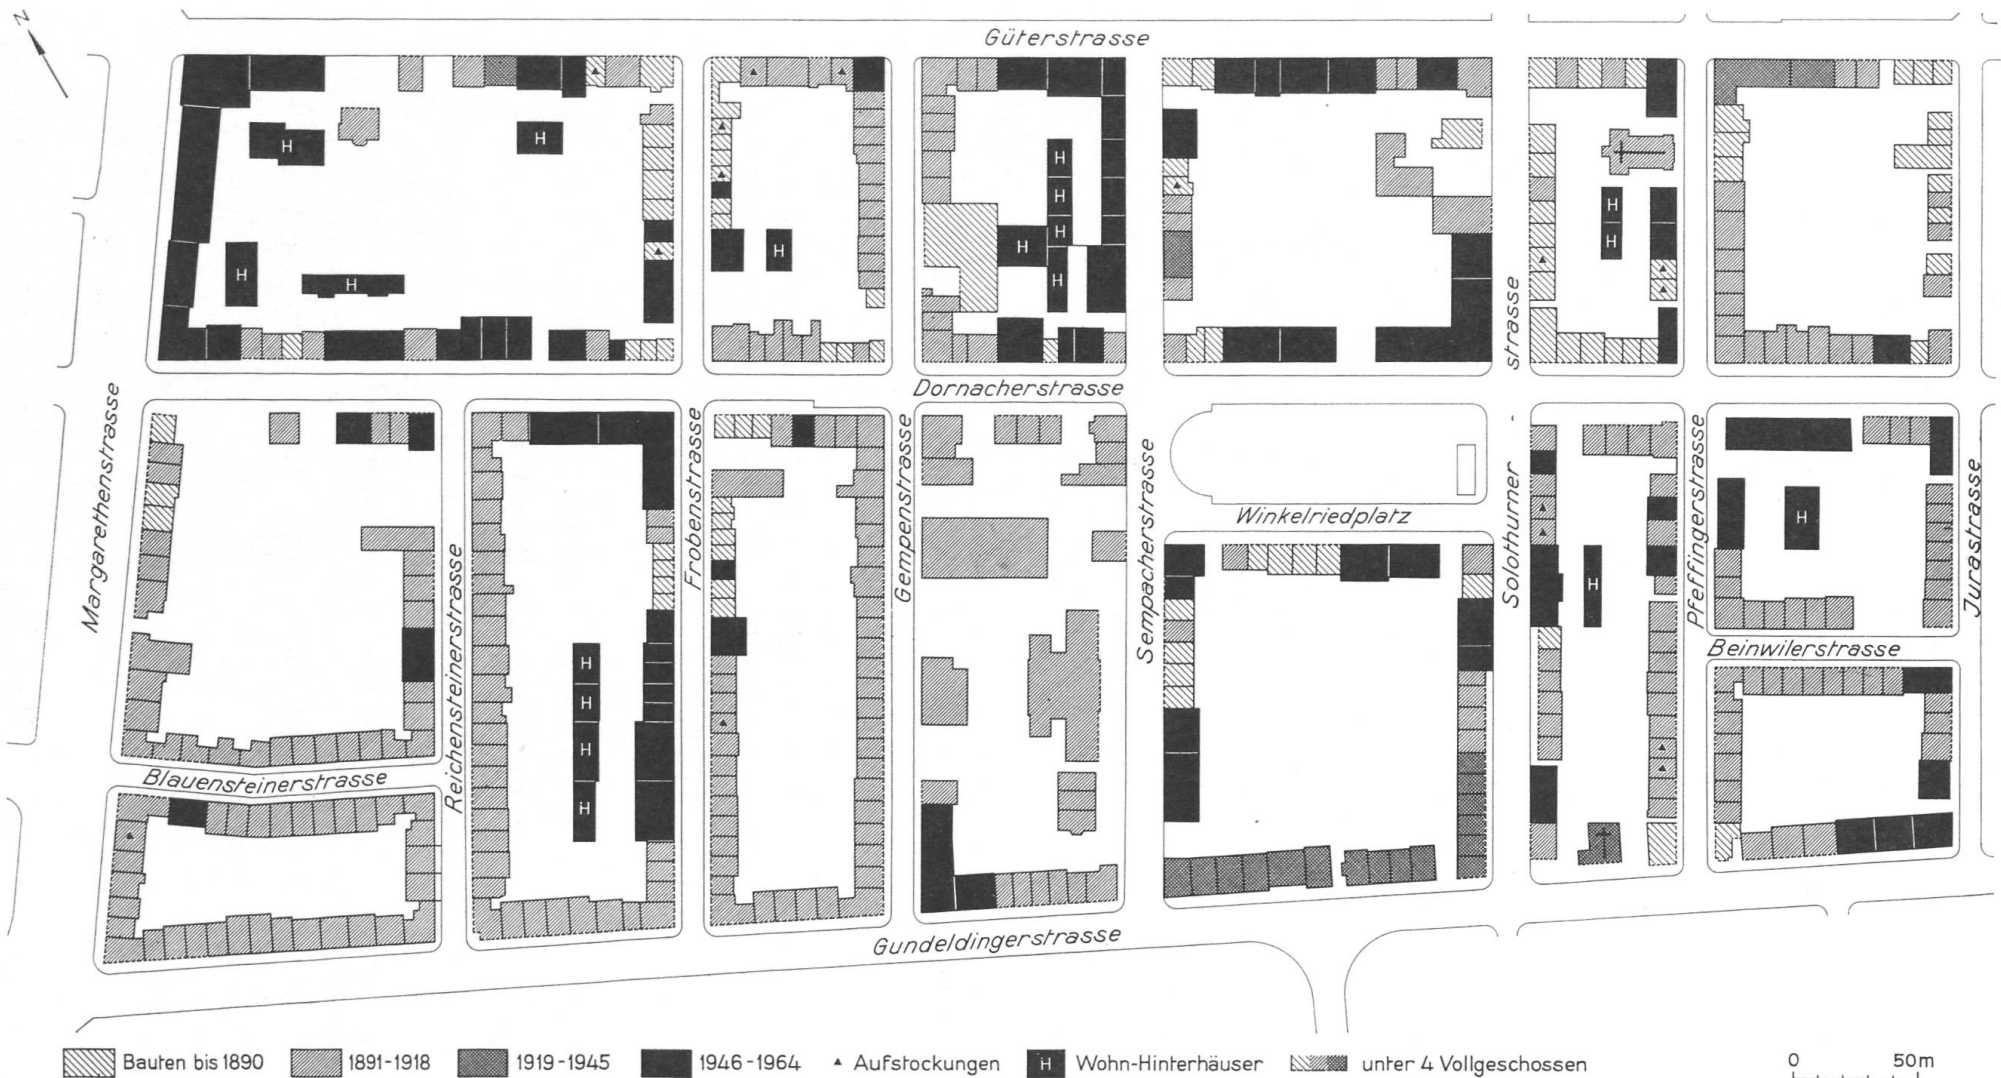 N
Güterstrasse
H
H
H
H
H
H
H
H
H
H
H
H
H
Dornacherstrasse
strasse
Margarethenstrasse
Reichensteinerstrasse
Frobenstrasse
Gempenstrasse
Sempacherstrasse
Winkelriedplatz
Solothurner -
Pfeffingerstrasse
Jurastrasse
H
H
H
H
H
H
Beinwilerstrasse
Blauensteinerstrasse
Gundeldingerstrasse
Bauten bis 1890 1891-1918 1919-1945 1946-1964 Aufstockungen H Wohn-Hinterhäuser unter 4 Vollgeschossen
0 50m